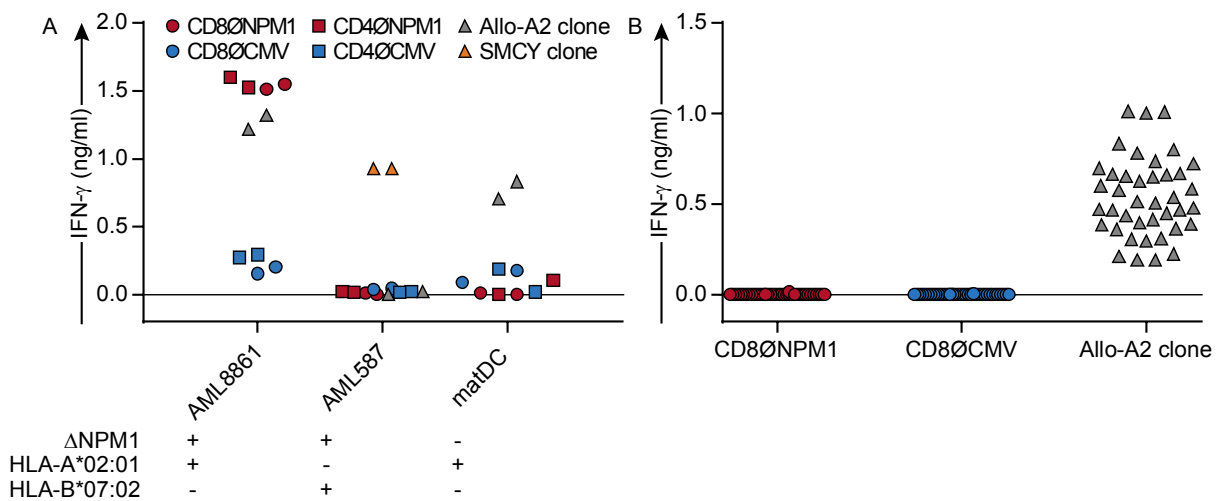 A
2.0
1.5
1.0
0.5
0.0
IFN-γ (ng/ml)
CD8ØNPM1 CD4ØNPM1 Allo-A2 clone
CD8ØCMV CD4ØCMV SMCY clone
AML8861
AML587
matDC
ΔNPM1 + + -
HLA-A*02:01 + - +
HLA-B*07:02 - + -
B
1.5
1.0
0.5
0.0
IFN-γ (ng/ml)
CD8ØNPM1 CD8ØCMV Allo-A2 clone